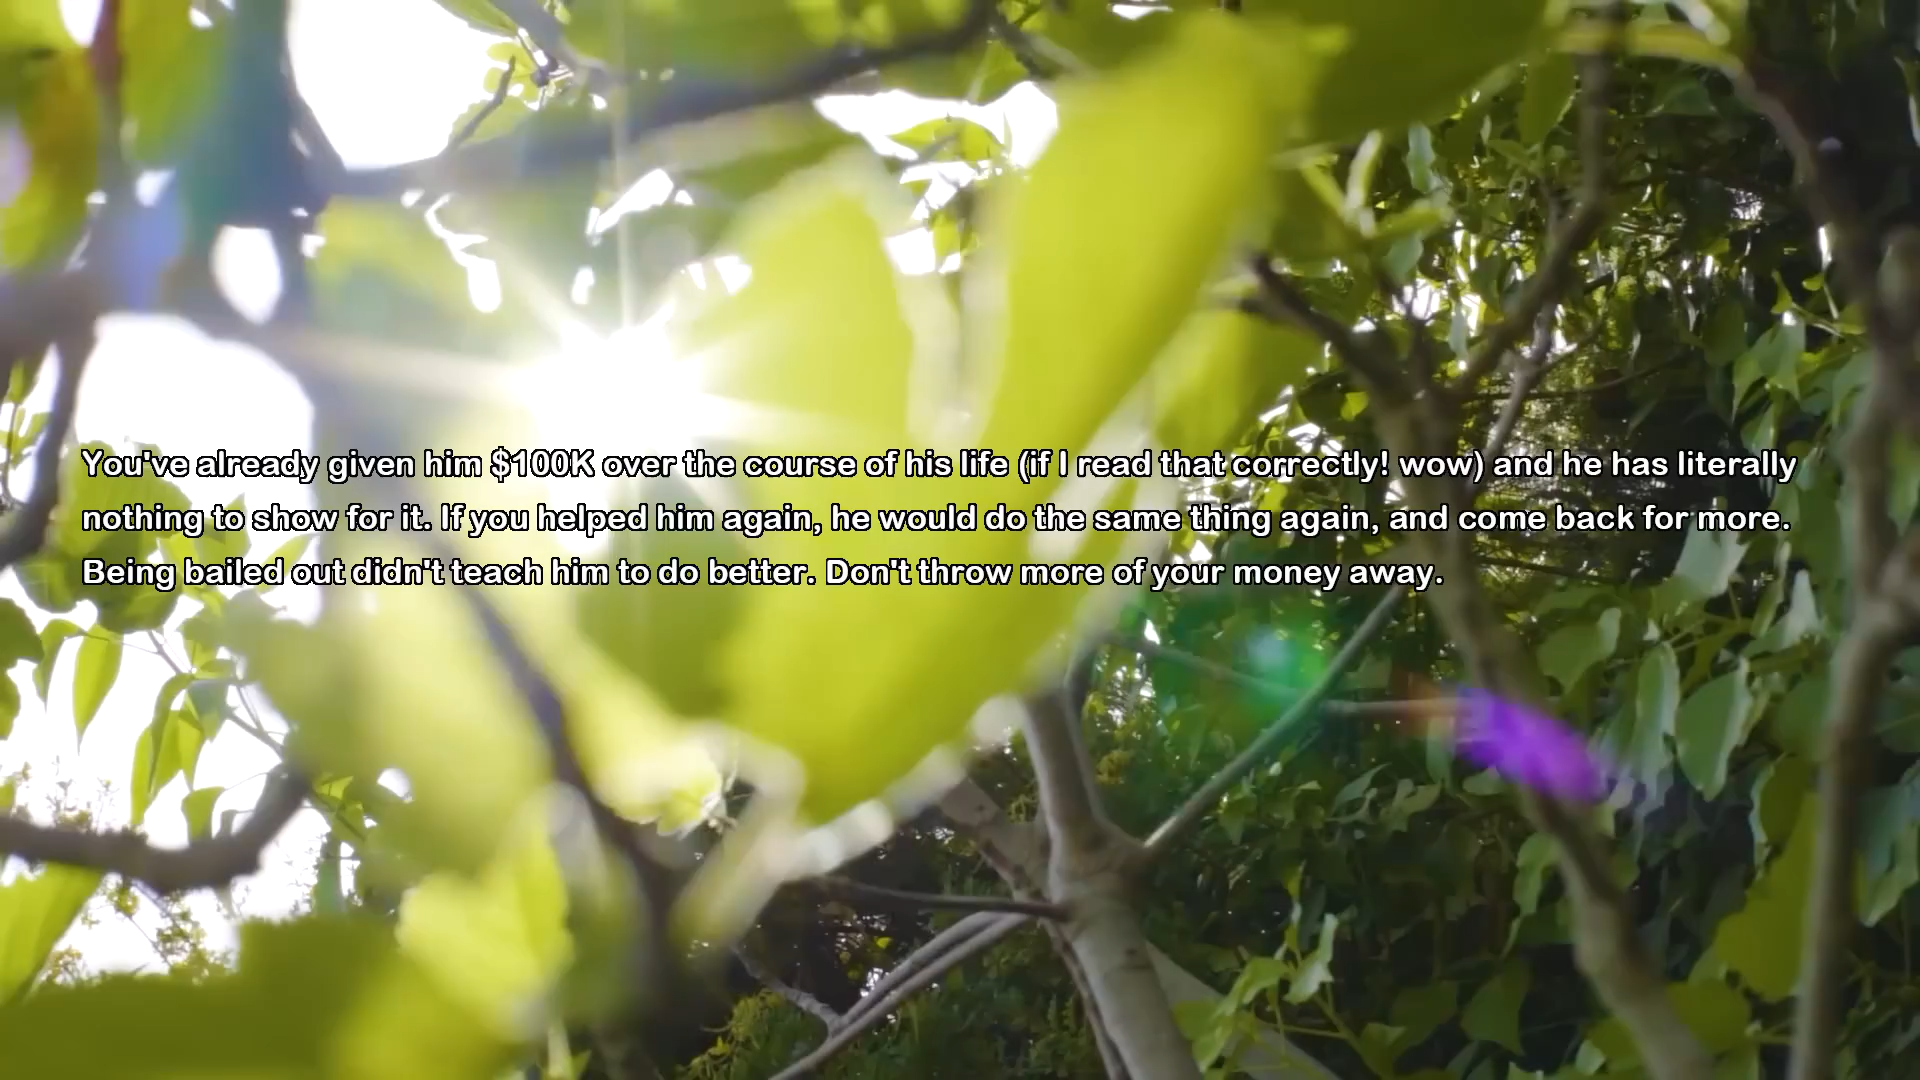 You've already given him $100K over the course of his life (if I read that correctly! wow) and he has literally
nothing to show for it. If you helped him again, he would do the same thing again, and come back for more.
Being bailed out didn't teach him to do better. Don't throw more of your money away.